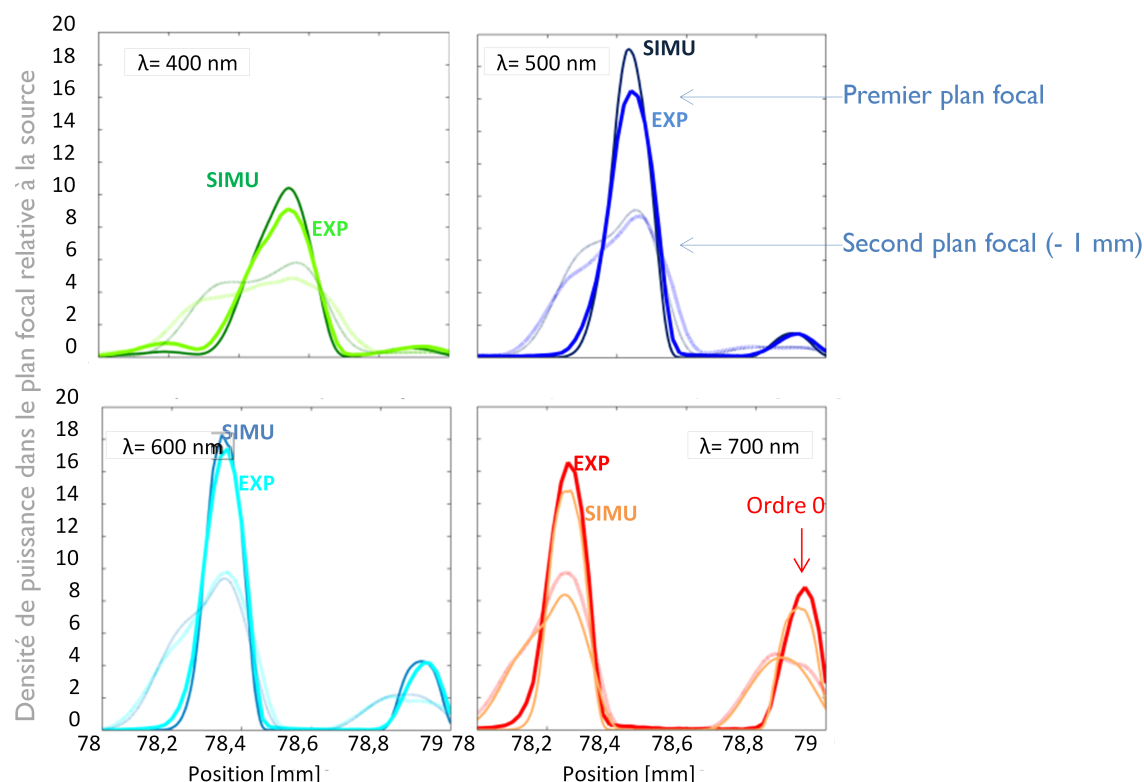 Densité de puissance dans le plan focal relative à la source
20
18
16
14
12
10
8
6
4
2
0
λ= 400 nm
SIMU
EXP
λ= 500 nm
SIMU
EXP
Premier plan focal
Second plan focal (- 1 mm)
20
18
16
14
12
10
8
6
4
2
0
λ= 600 nm
SIMU
EXP
λ= 700 nm
EXP
SIMU
Ordre 0
78 78,2 78,4 78,6 78,8 79
78 78,2 78,4 78,6 78,8 79
Position [mm]
Position [mm]